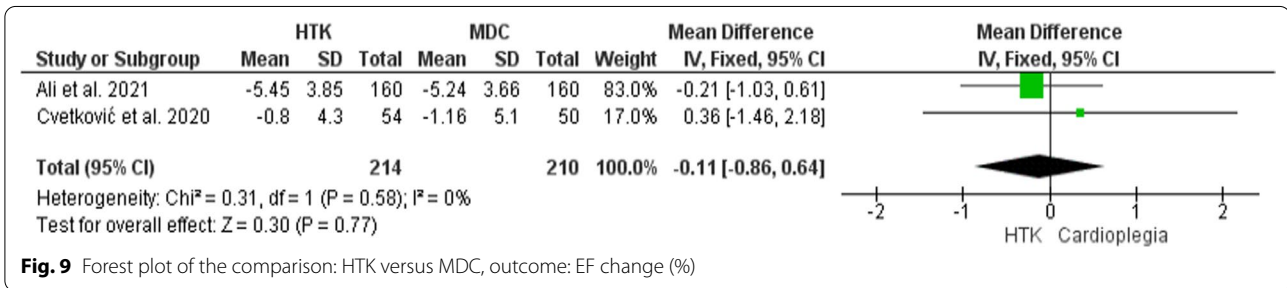 HTK MDC Mean Difference Mean Difference
Study or Subgroup Mean SD Total Mean SD Total Weight IV, Fixed, 95% CI IV, Fixed, 95% CI
Ali et al. 2021 -5.45 3.85 160 -5.24 3.66 160 83.0% -0.21 [-1.03, 0.61]
Cvetković et al. 2020 -0.8 4.3 54 -1.16 5.1 50 17.0% 0.36 [-1.46, 2.18]
Total (95% CI) 214 210 100.0% -0.11 [-0.86, 0.64]
Heterogeneity: Chi² = 0.31, df = 1 (P = 0.58); I² = 0%
Test for overall effect: Z = 0.30 (P = 0.77)
-2 -1 0 1 2
HTK Cardioplegia
Fig. 9 Forest plot of the comparison: HTK versus MDC, outcome: EF change (%)